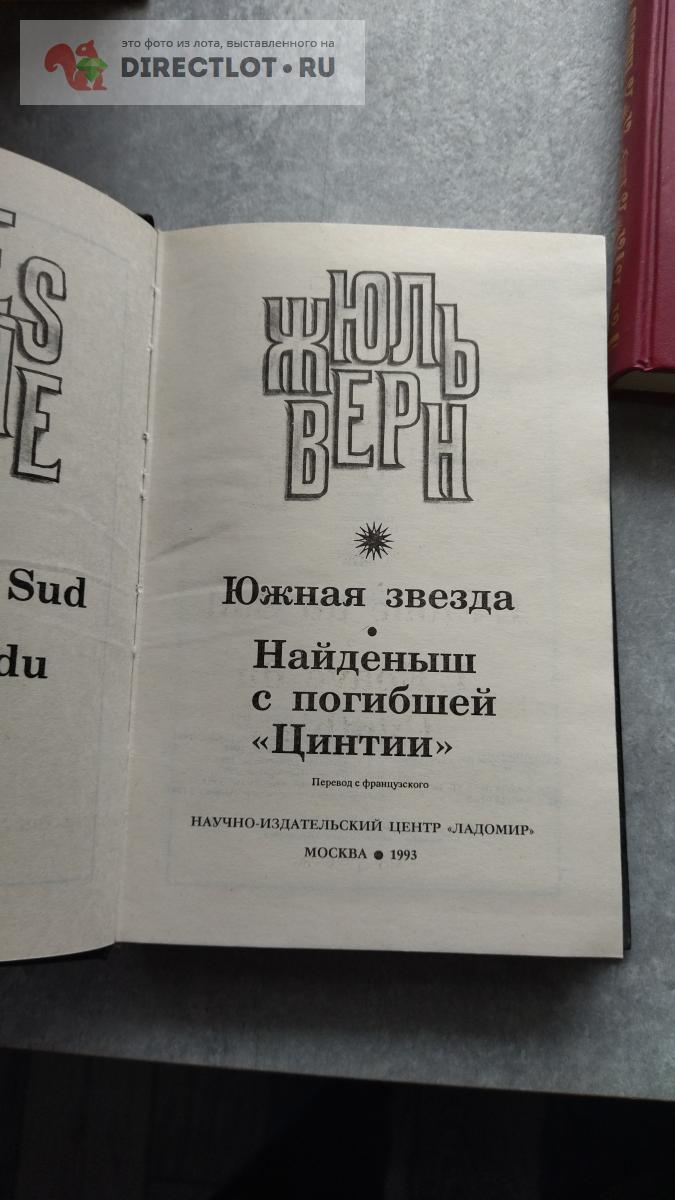 это фото из лота, выставленного на
DIRECTLOT.RU
ES
E
Sud
du
ЖЮЛЬ
ВЕРН
Южная звезда
•
Найденыш
с погибшей
«Цинтии»
Перевод с французского
НАУЧНО-ИЗДАТЕЛЬСКИЙ ЦЕНТР «ЛАДОМИР»
МОСКВА ● 1993